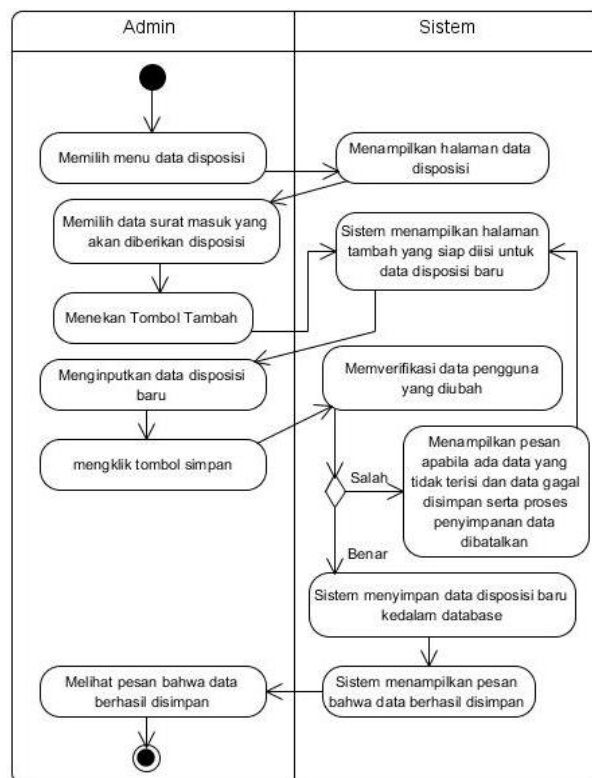 Admin
Sistem
Memilih menu data disposisi
Menampilkan halaman data
disposisi
Memilih data surat masuk yang
akan diberikan disposisi
Sistem menampilkan halaman
tambah yang siap diisi untuk
data disposisi baru
Menekan Tombol Tambah
Menginputkan data disposisi
baru
Memverifikasi data pengguna
yang diubah
mengklik tombol simpan
Salah
Menampilkan pesan
apabila ada data yang
tidak terisi dan data gagal
disimpan serta proses
penyimpanan data
dibatalkan
Benar
Sistem menyimpan data disposisi baru
kedalam database
Melihat pesan bahwa data
berhasil disimpan
Sistem menampilkan pesan
bahwa data berhasil disimpan